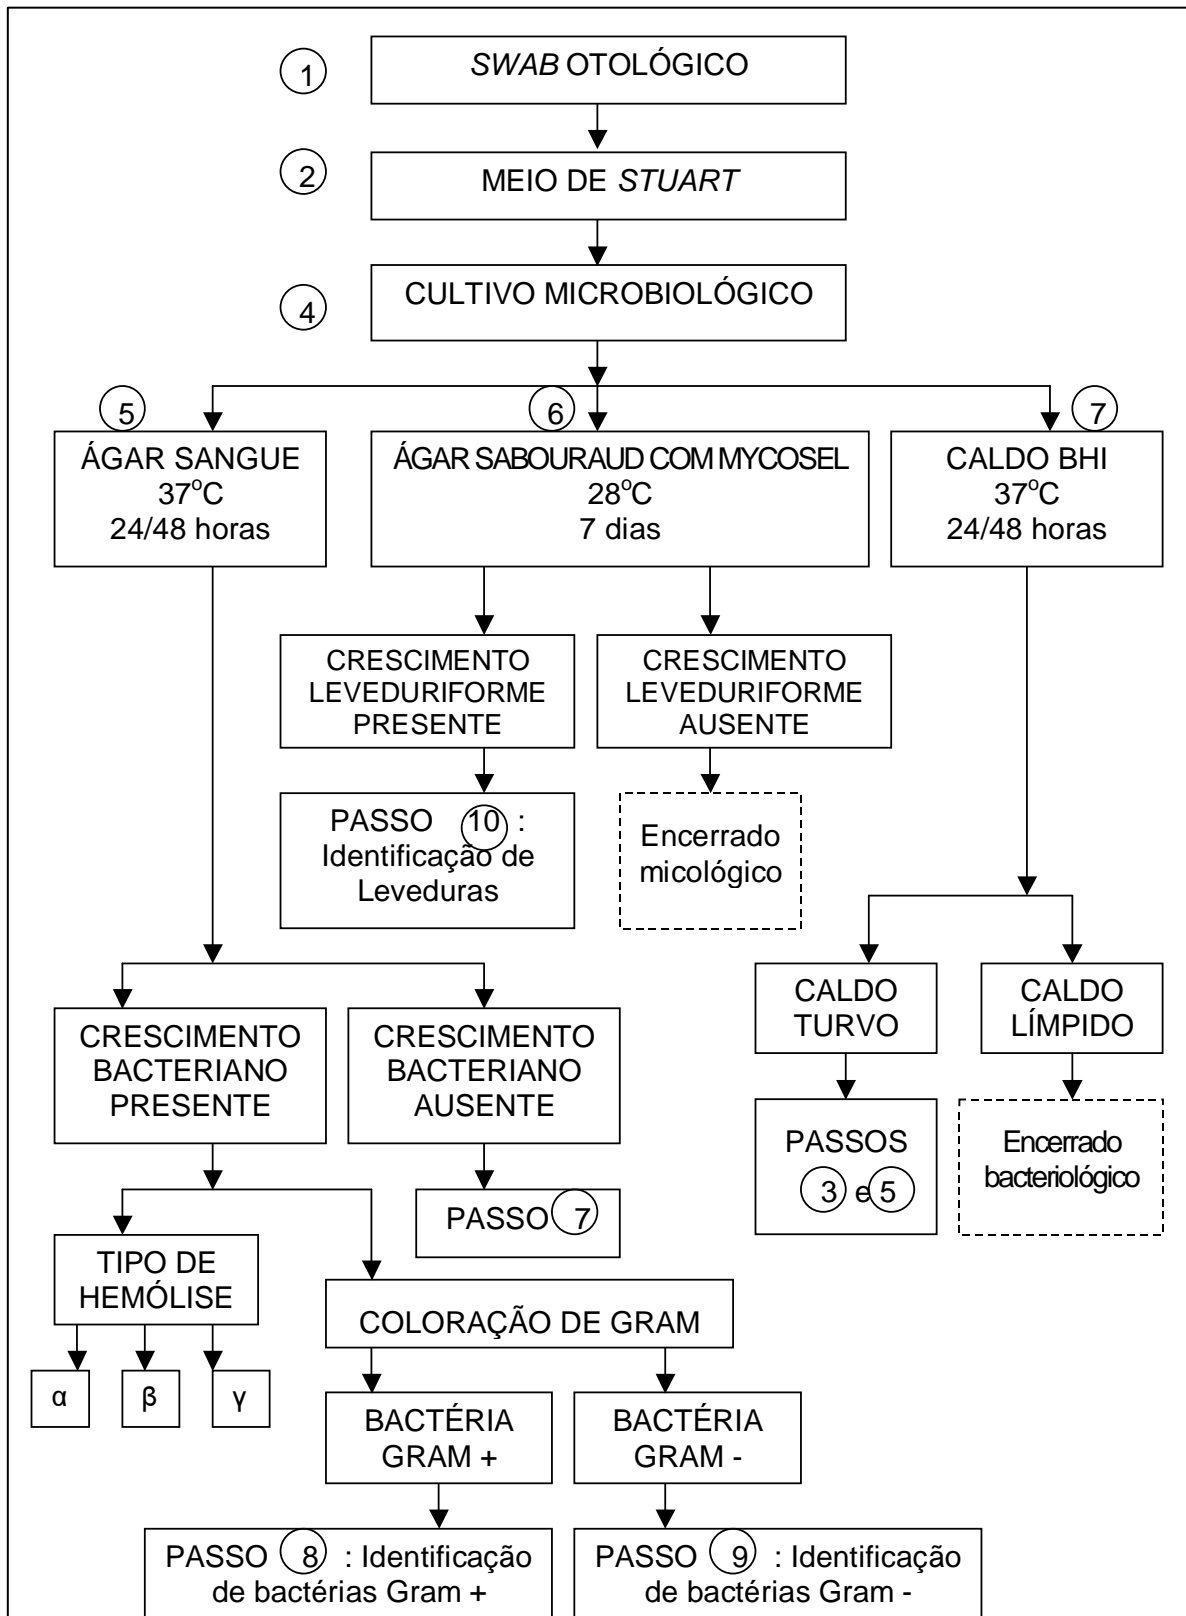 1
SWAB OTOLÓGICO
2
MEIO DE STUART
4
CULTIVO MICROBIOLÓGICO
5
ÁGAR SANGUE
37°C
24/48 horas
6
ÁGAR SABOURAUD COM MYCOSEL
28°C
7 dias
7
CALDO BHI
37°C
24/48 horas
CRESCIMENTO
LEVEDURIFORME
PRESENTE
CRESCIMENTO
LEVEDURIFORME
AUSENTE
PASSO 10 :
Identificação de
Leveduras
Encerrado
micológico
CALDO
TURVO
CALDO
LÍMPIDO
CRESCIMENTO
BACTERIANO
PRESENTE
CRESCIMENTO
BACTERIANO
AUSENTE
PASSOS
3 e 5
Encerrado
bacteriológico
PASSO 7
TIPO DE
HEMÓLISE
COLORAÇÃO DE GRAM
α
β
γ
BACTÉRIA
GRAM +
BACTÉRIA
GRAM -
PASSO 8 : Identificação
de bactérias Gram +
PASSO 9 : Identificação
de bactérias Gram -